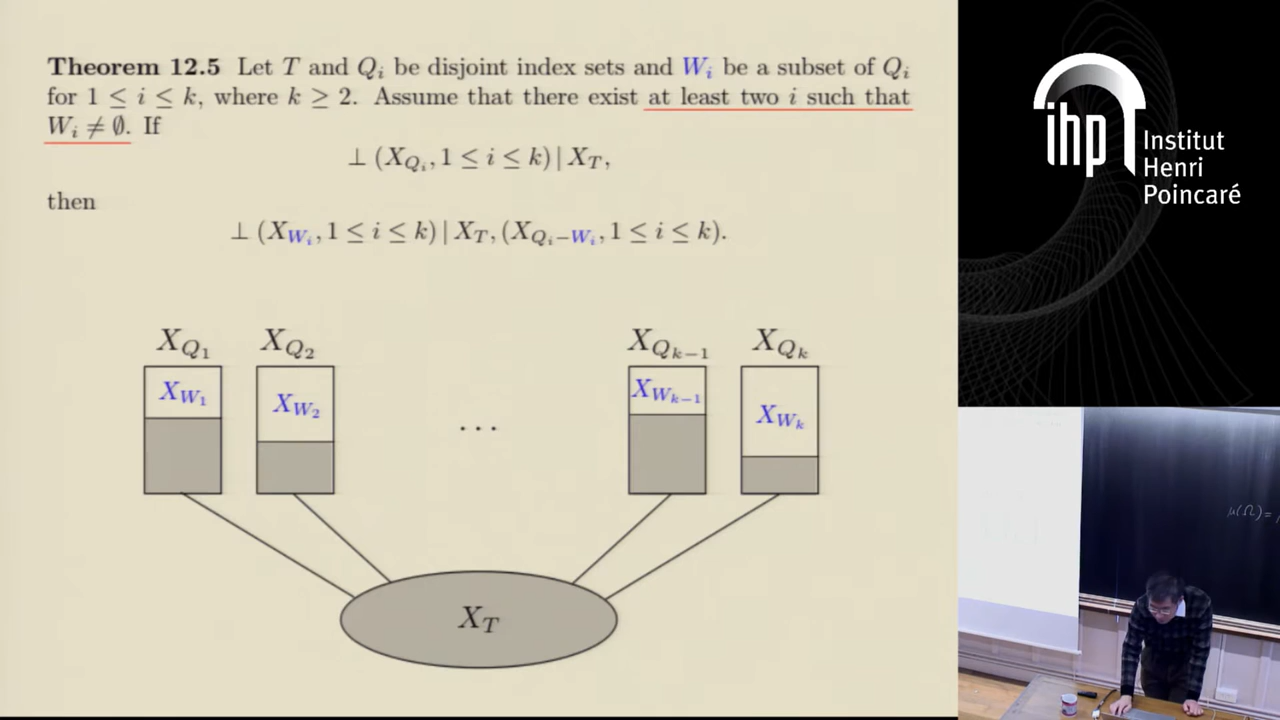 Theorem 12.5 Let T and Q_i be disjoint index sets and W_i be a subset of Q_i
for 1 ≤ i ≤ k, where k ≥ 2. Assume that there exist at least two i such that
W_i ≠ ∅. If
⊥ (X_{Q_i}, 1 ≤ i ≤ k) | X_T,
then
⊥ (X_{W_i}, 1 ≤ i ≤ k) | X_T, (X_{Q_i−W_i}, 1 ≤ i ≤ k).
X_{Q_1} X_{Q_2} X_{Q_{k−1}} X_{Q_k}
X_{W_1} X_{W_2} ... X_{W_{k−1}} X_{W_k}
X_T
ihp
Institut
Henri
Poincaré
μ(Ω) =